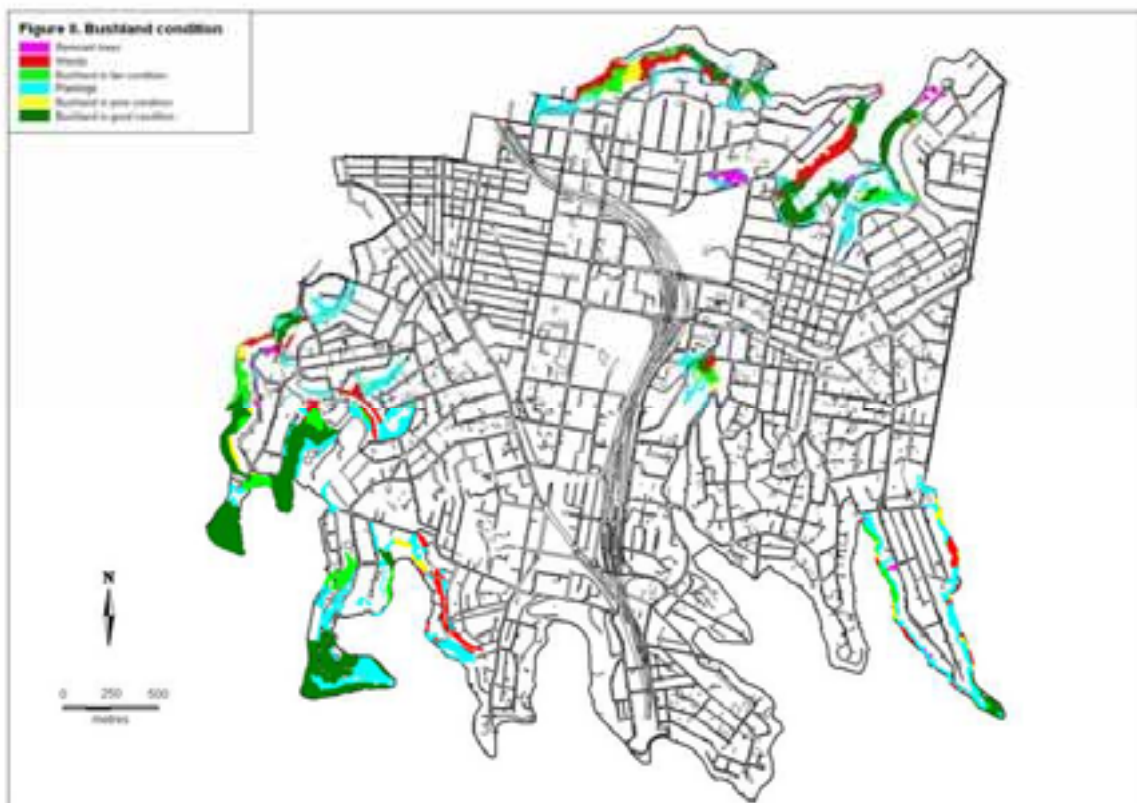 Figure 8. Bushland condition
Remnant trees
Weeds
Bushland in fair condition
Plantings
Bushland in poor condition
Bushland in good condition
N
0 250 500
metres